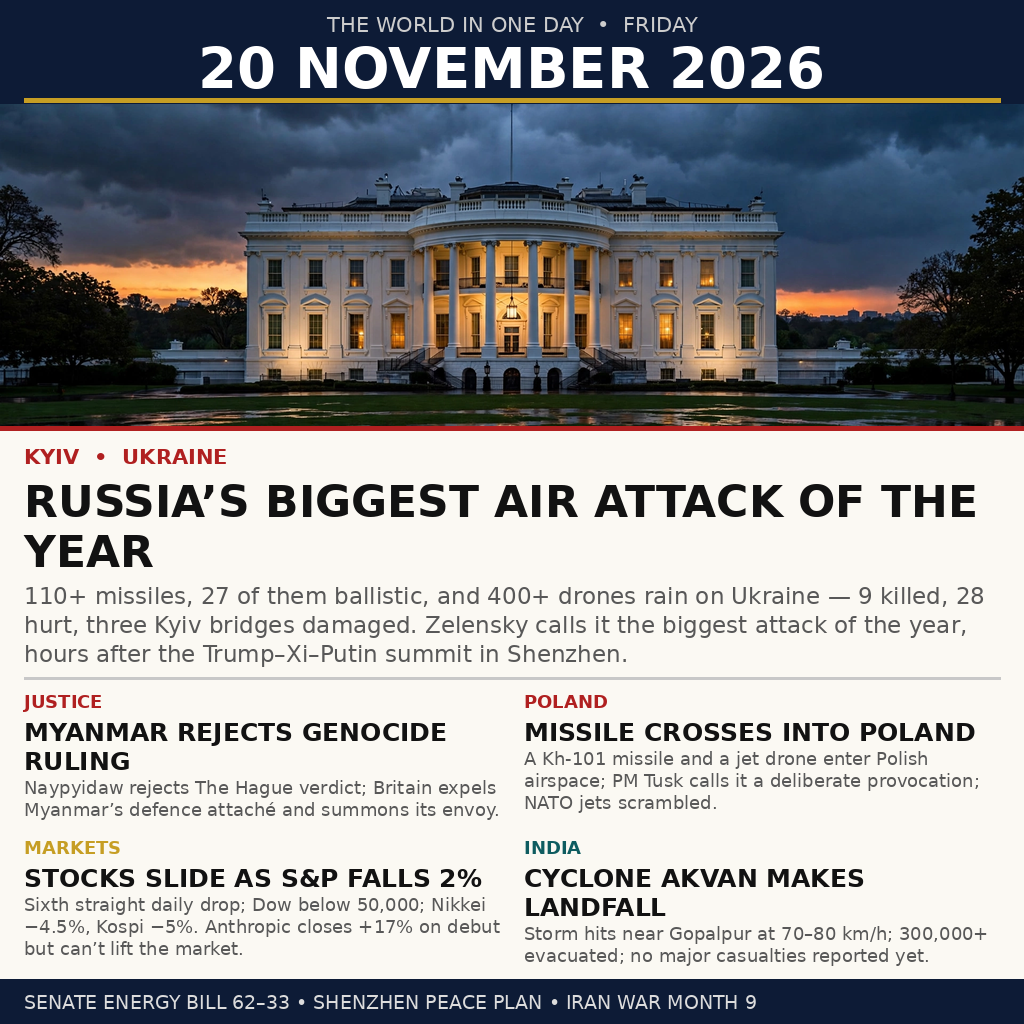 THE WORLD IN ONE DAY • FRIDAY
20 NOVEMBER 2026
KYIV • UKRAINE
RUSSIA’S BIGGEST AIR ATTACK OF THE
YEAR
110+ missiles, 27 of them ballistic, and 400+ drones rain on Ukraine — 9 killed, 28
hurt, three Kyiv bridges damaged. Zelensky calls it the biggest attack of the year,
hours after the Trump–Xi–Putin summit in Shenzhen.
JUSTICE
MYANMAR REJECTS GENOCIDE
RULING
Naypyidaw rejects The Hague verdict; Britain expels
Myanmar’s defence attaché and summons its envoy.
POLAND
MISSILE CROSSES INTO POLAND
A Kh-101 missile and a jet drone enter Polish
airspace; PM Tusk calls it a deliberate provocation;
NATO jets scrambled.
MARKETS
STOCKS SLIDE AS S&P FALLS 2%
Sixth straight daily drop; Dow below 50,000; Nikkei
−4.5%, Kospi −5%. Anthropic closes +17% on debut
but can’t lift the market.
INDIA
CYCLONE AKVAN MAKES
LANDFALL
Storm hits near Gopalpur at 70–80 km/h; 300,000+
evacuated; no major casualties reported yet.
SENATE ENERGY BILL 62–33 • SHENZHEN PEACE PLAN • IRAN WAR MONTH 9